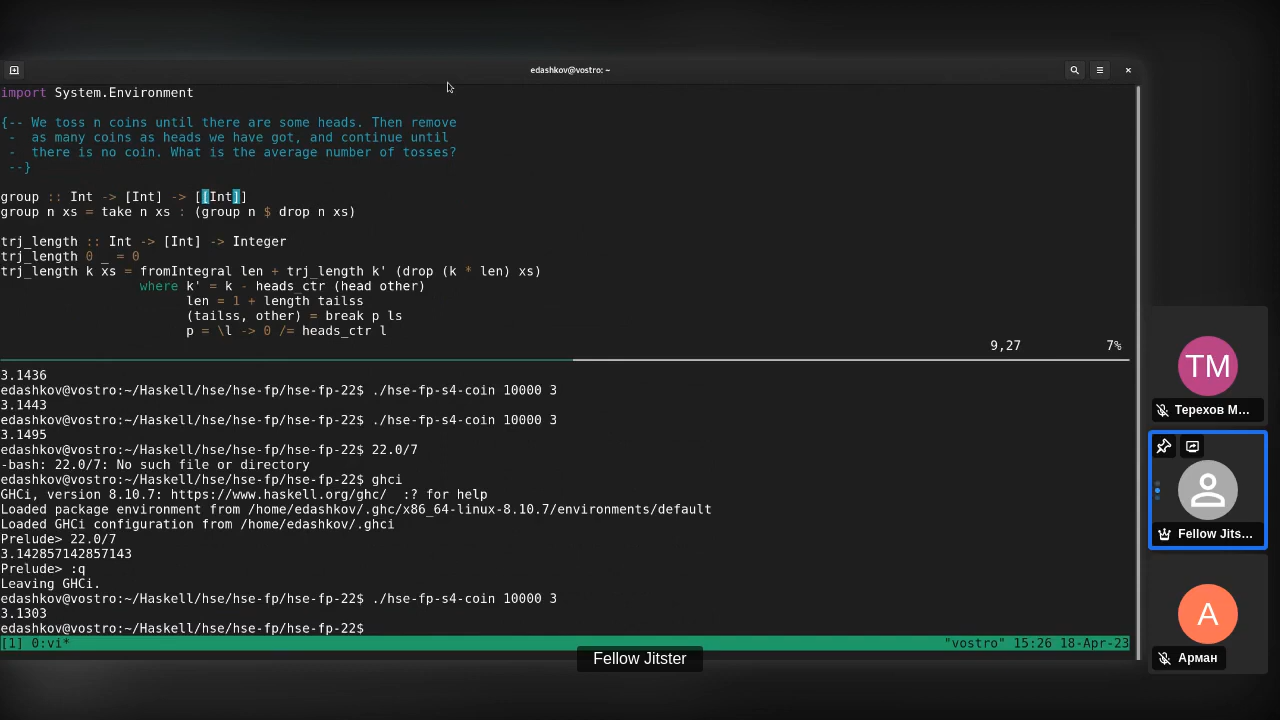 edashkov@vostro: ~
import System.Environment
{-- We toss n coins until there are some heads. Then remove
 -  as many coins as heads we have got, and continue until
 -  there is no coin. What is the average number of tosses?
 --}
group :: Int -> [Int] -> [[Int]]
group n xs = take n xs : (group n $ drop n xs)
trj_length :: Int -> [Int] -> Integer
trj_length 0 _ = 0
trj_length k xs = fromIntegral len + trj_length k' (drop (k * len) xs)
where k' = k - heads_ctr (head other)
len = 1 + length tailss
(tailss, other) = break p ls
p = \l -> 0 /= heads_ctr l
9,27 7%
3.1436
edashkov@vostro:~/Haskell/hse/hse-fp/hse-fp-22$ ./hse-fp-s4-coin 10000 3
3.1443
edashkov@vostro:~/Haskell/hse/hse-fp/hse-fp-22$ ./hse-fp-s4-coin 10000 3
3.1495
edashkov@vostro:~/Haskell/hse/hse-fp/hse-fp-22$ 22.0/7
-bash: 22.0/7: No such file or directory
edashkov@vostro:~/Haskell/hse/hse-fp/hse-fp-22$ ghci
GHCi, version 8.10.7: https://www.haskell.org/ghc/  :? for help
Loaded package environment from /home/edashkov/.ghc/x86_64-linux-8.10.7/environments/default
Loaded GHCi configuration from /home/edashkov/.ghci
Prelude> 22.0/7
3.142857142857143
Prelude> :q
Leaving GHCi.
edashkov@vostro:~/Haskell/hse/hse-fp/hse-fp-22$ ./hse-fp-s4-coin 10000 3
3.1303
edashkov@vostro:~/Haskell/hse/hse-fp/hse-fp-22$
[1] 0:vi* "vostro" 15:26 18-Apr-23
Fellow Jitster
TM
Терехов М...
Fellow Jits...
A
Арман